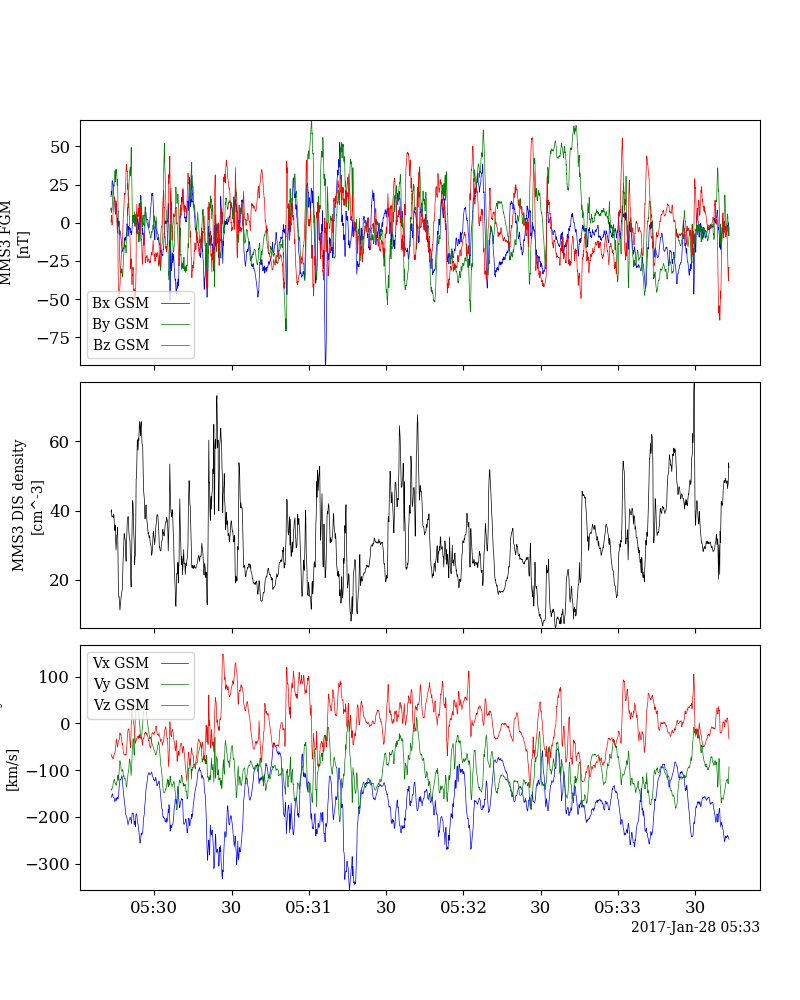 50
25
0
−25
−50
−75
MMS3 FGM
[nT]
Bx GSM
By GSM
Bz GSM
60
40
20
MMS3 DIS density
[cm^-3]
100
0
−100
−200
−300
[km/s]
Vx GSM
Vy GSM
Vz GSM
05:30 30 05:31 30 05:32 30 05:33 30
2017-Jan-28 05:33